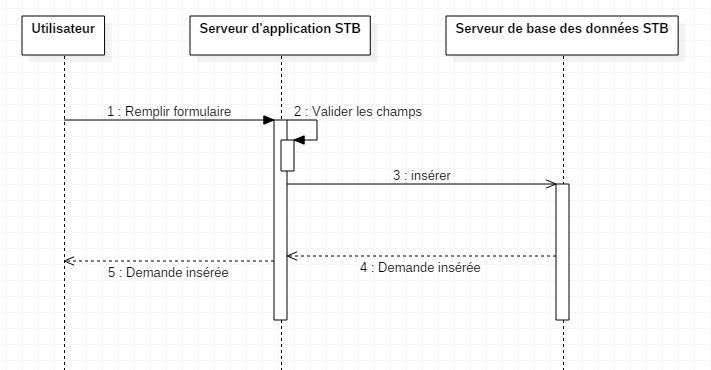 Utilisateur
Serveur d'application STB
Serveur de base des données STB
1 : Remplir formulaire
2 : Valider les champs
3 : insérer
4 : Demande insérée
5 : Demande insérée